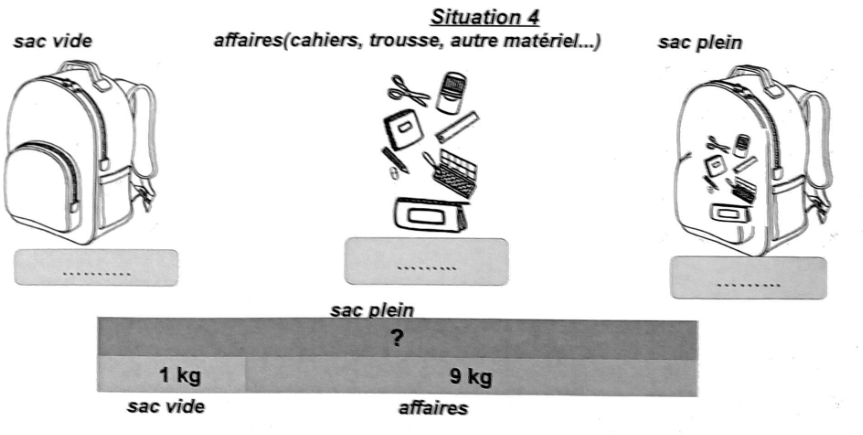 Situation 4
sac vide
affaires(cahiers, trousse, autre matériel...)
sac plein
..........
.........
.........
sac plein
?
1 kg
9 kg
sac vide
affaires